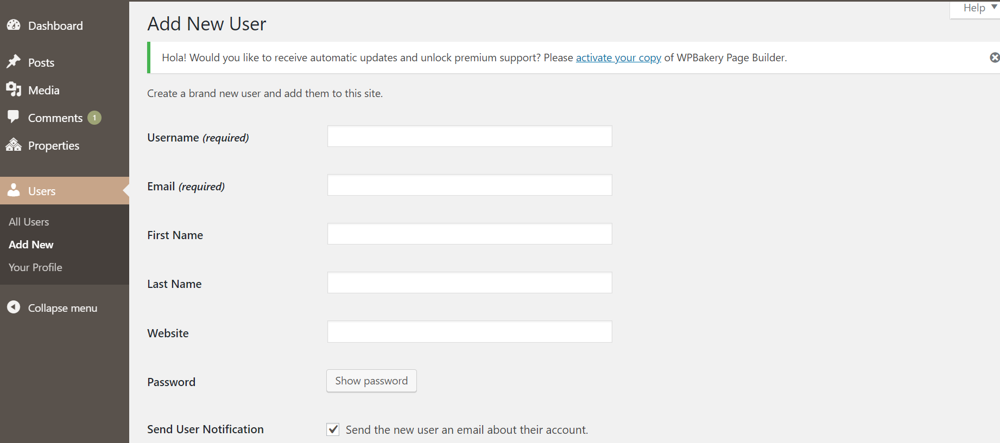 Help
Dashboard
Posts
Media
Comments 1
Properties
Users
All Users
Add New
Your Profile
Collapse menu
Add New User
Hola! Would you like to receive automatic updates and unlock premium support? Please activate your copy of WPBakery Page Builder.
Create a brand new user and add them to this site.
Username (required)
Email (required)
First Name
Last Name
Website
Password Show password
Send User Notification Send the new user an email about their account.